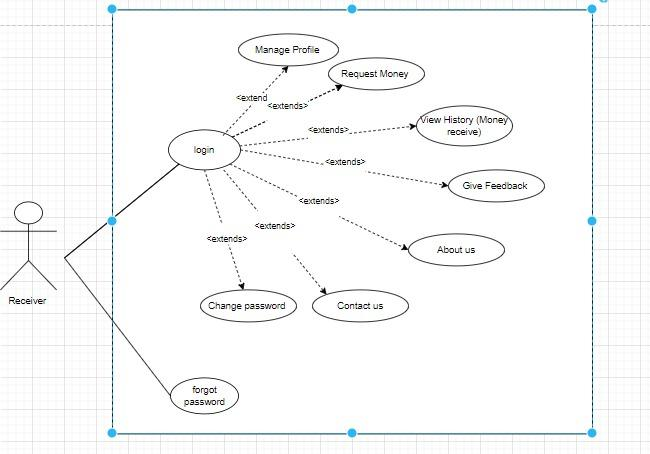 Manage Profile
Request Money
<extend
<extends>
View History (Money
receive)
<extends>
login
<extends>
Give Feedback
<extends>
<extends>
<extends>
About us
Receiver
Change password
Contact us
forgot
password